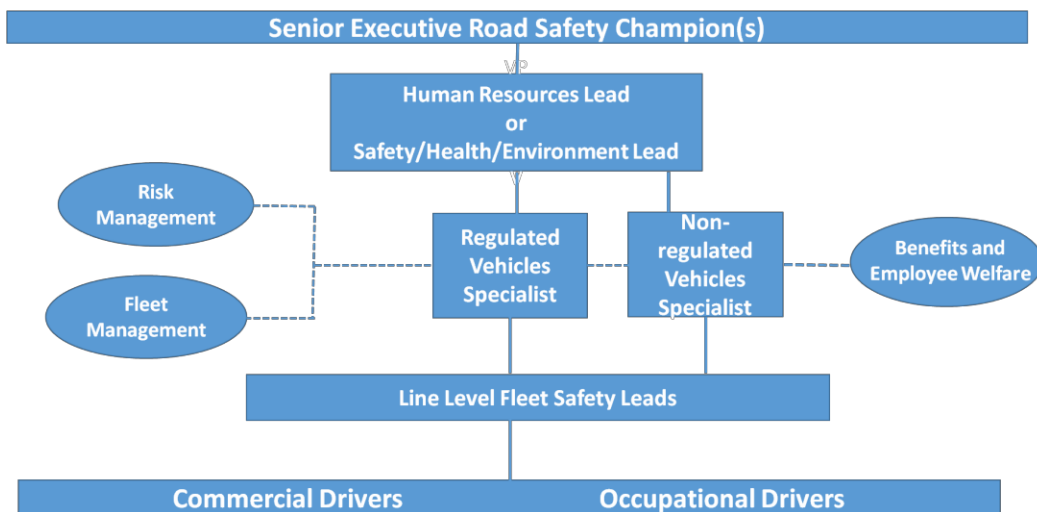 Senior Executive Road Safety Champion(s)
VP
Human Resources Lead
or
Safety/Health/Environment Lead
Risk
Management
Fleet
Management
Regulated
Vehicles
Specialist
Non-
regulated
Vehicles
Specialist
Benefits and
Employee Welfare
Line Level Fleet Safety Leads
Commercial Drivers
Occupational Drivers